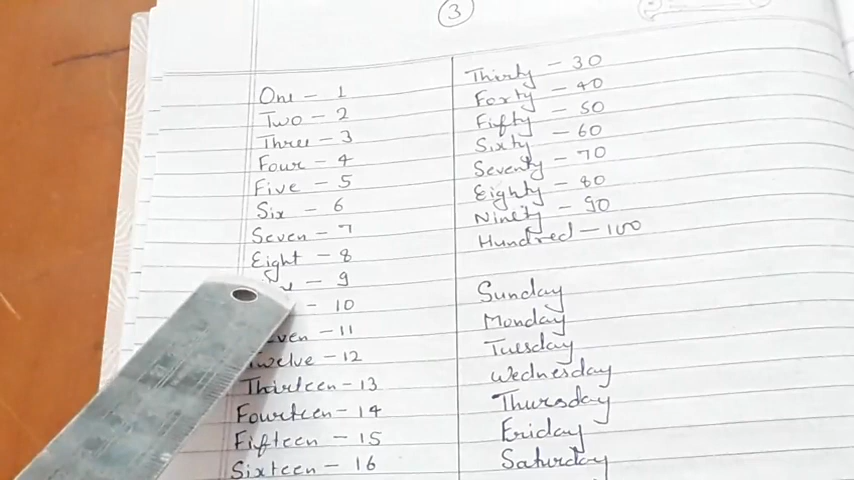 3
One - 1
Two - 2
Three - 3
Four - 4
Five - 5
Six - 6
Seven - 7
Eight - 8
- 9
- 10
- 11
Twelve - 12
Thirteen - 13
Fourteen - 14
Fifteen - 15
Sixteen - 16
Thirty - 30
Forty - 40
Fifty - 50
Sixty - 60
Seventy - 70
Eighty - 80
Ninety - 90
Hundred - 100
Sunday
Monday
Tuesday
Wednesday
Thursday
Friday
Saturday